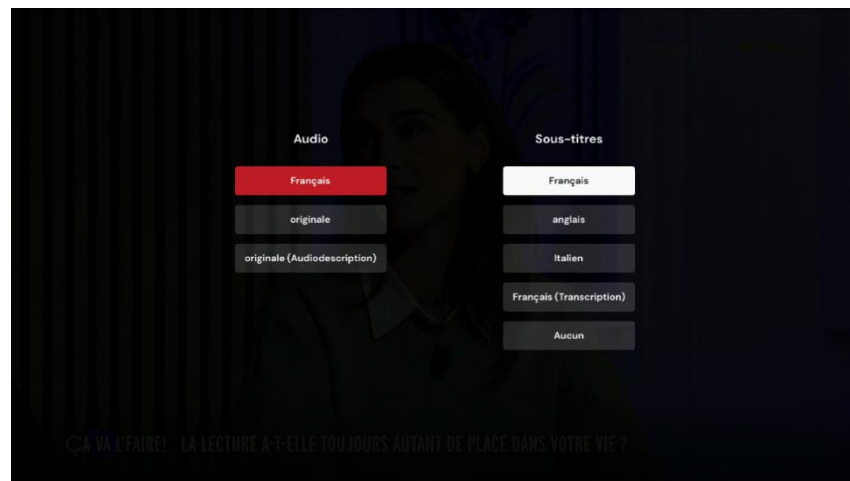 Audio
Français
originale
originale (Audiodescription)
Sous-titres
Français
anglais
Italien
Français (Transcription)
Aucun
ÇA VA L'FAIRE! LA LECTURE A-T-ELLE TOUJOURS AUTANT DE PLACE DANS VOTRE VIE ?